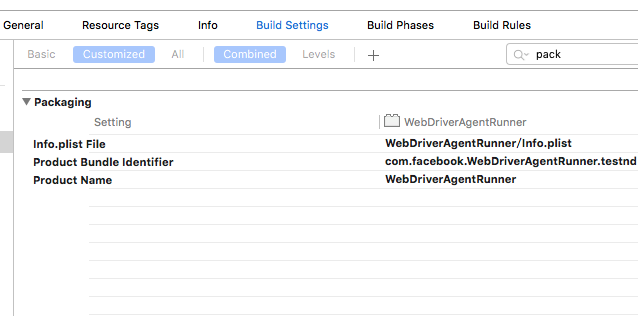 General Resource Tags Info Build Settings Build Phases Build Rules
Basic Customized All Combined Levels + pack
Packaging
Setting WebDriverAgentRunner
Info.plist File WebDriverAgentRunner/Info.plist
Product Bundle Identifier com.facebook.WebDriverAgentRunner.testnd
Product Name WebDriverAgentRunner